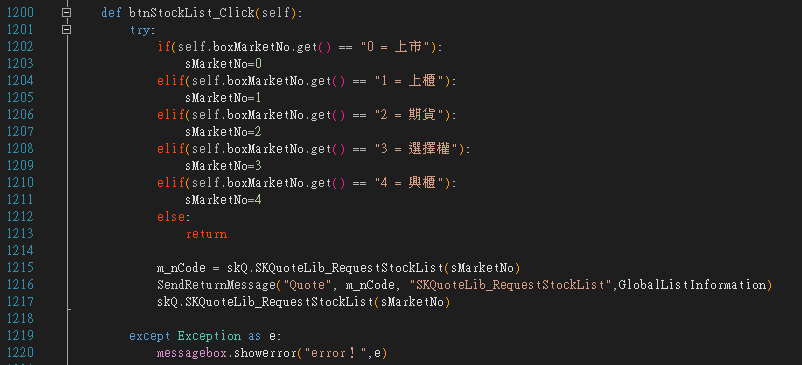 1200 def btnStockList_Click(self):
1201 try:
1202 if(self.boxMarketNo.get() == "0 = 上市"):
1203 sMarketNo=0
1204 elif(self.boxMarketNo.get() == "1 = 上櫃"):
1205 sMarketNo=1
1206 elif(self.boxMarketNo.get() == "2 = 期貨"):
1207 sMarketNo=2
1208 elif(self.boxMarketNo.get() == "3 = 選擇權"):
1209 sMarketNo=3
1210 elif(self.boxMarketNo.get() == "4 = 興櫃"):
1211 sMarketNo=4
1212 else:
1213 return
1214
1215 m_nCode = skQ.SKQuoteLib_RequestStockList(sMarketNo)
1216 SendReturnMessage("Quote", m_nCode, "SKQuoteLib_RequestStockList",GlobalListInformation)
1217 skQ.SKQuoteLib_RequestStockList(sMarketNo)
1218
1219 except Exception as e:
1220 messagebox.showerror("error！",e)